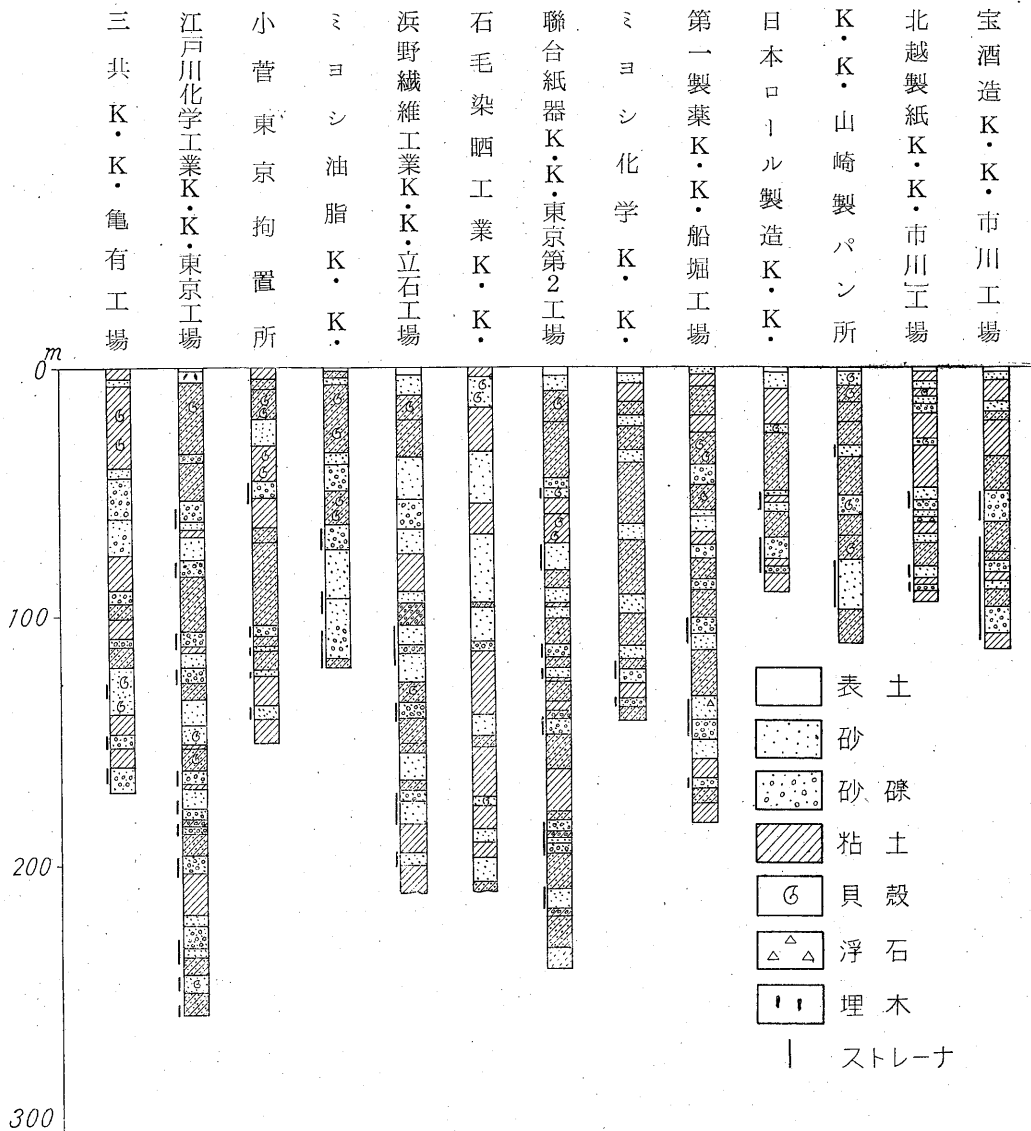 三共K・K・亀有工場
江戸川化学工業K・K・東京工場
小菅東京拘置所
ミヨシ油脂K・K・
浜野繊維工業K・K・立石工場
石毛染晒工業K・K・
聯合紙器K・K・東京第2工場
ミヨシ化学K・K・
第一製薬K・K・船堀工場
日本ロール製造K・K・
K・K・山崎製パン所
北越製紙K・K・市川工場
宝酒造K・K・市川工場
m
0
100
200
300
表土
砂
砂礫
粘土
貝殻
浮石
埋木
ストレーナ